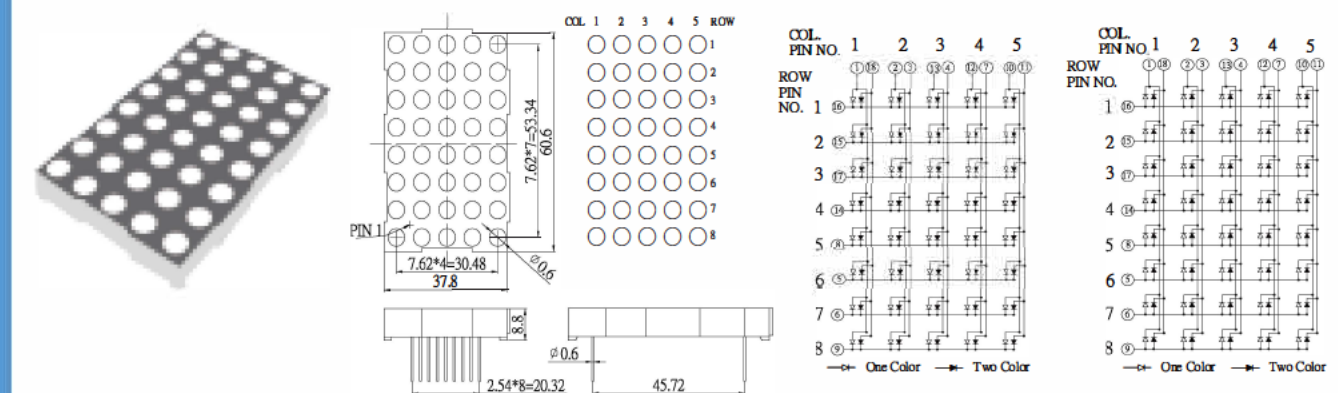 COL 1 2 3 4 5 ROW
1
2
3
4
5
6
7
8
7.62*7=53.34
60.6
PIN 1
7.62*4=30.48
37.8
Ø0.6
8.8
2.54*8=20.32
Ø0.6
45.72
COL.
PIN NO. 1 2 3 4 5
1 18 2 3 13 4 12 7 10 11
ROW
PIN
NO.
1 16
2 15
3 17
4 14
5 8
6 5
7 6
8 9
One Color Two Color
COL.
PIN NO. 1 2 3 4 5
1 18 2 3 13 4 12 7 10 11
ROW
PIN NO.
1 16
2 15
3 17
4 14
5 8
6 5
7 6
8 9
One Color Two Color